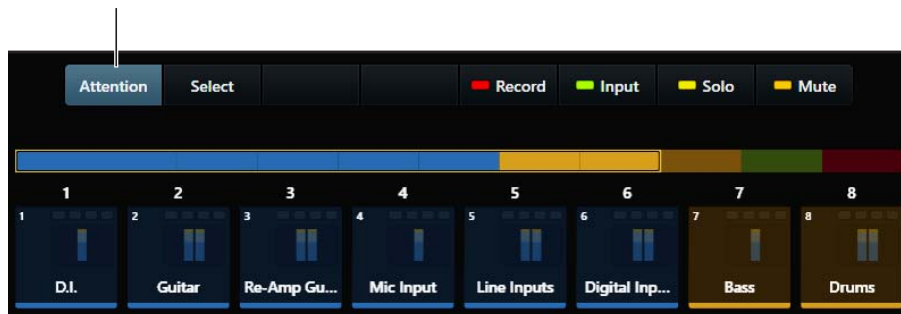 Attention Select Record Input Solo Mute
1 2 3 4 5 6 7 8
1 2 3 4 5 6 7 8
D.I. Guitar Re-Amp Gu... Mic Input Line Inputs Digital Inp... Bass Drums